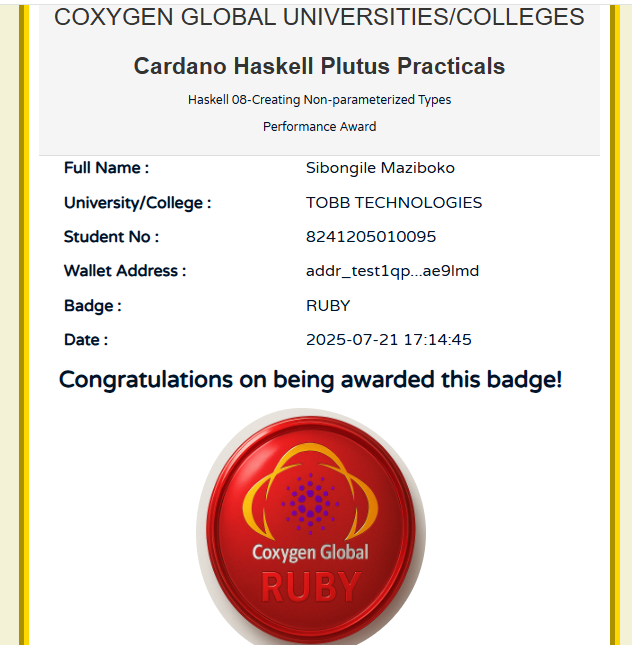 COXYGEN GLOBAL UNIVERSITIES/COLLEGES
Cardano Haskell Plutus Practicals
Haskell 08-Creating Non-parameterized Types
Performance Award
Full Name : Sibongile Maziboko
University/College : TOBB TECHNOLOGIES
Student No : 8241205010095
Wallet Address : addr_test1qp...ae9lmd
Badge : RUBY
Date : 2025-07-21 17:14:45
Congratulations on being awarded this badge!
Coxygen Global
RUBY